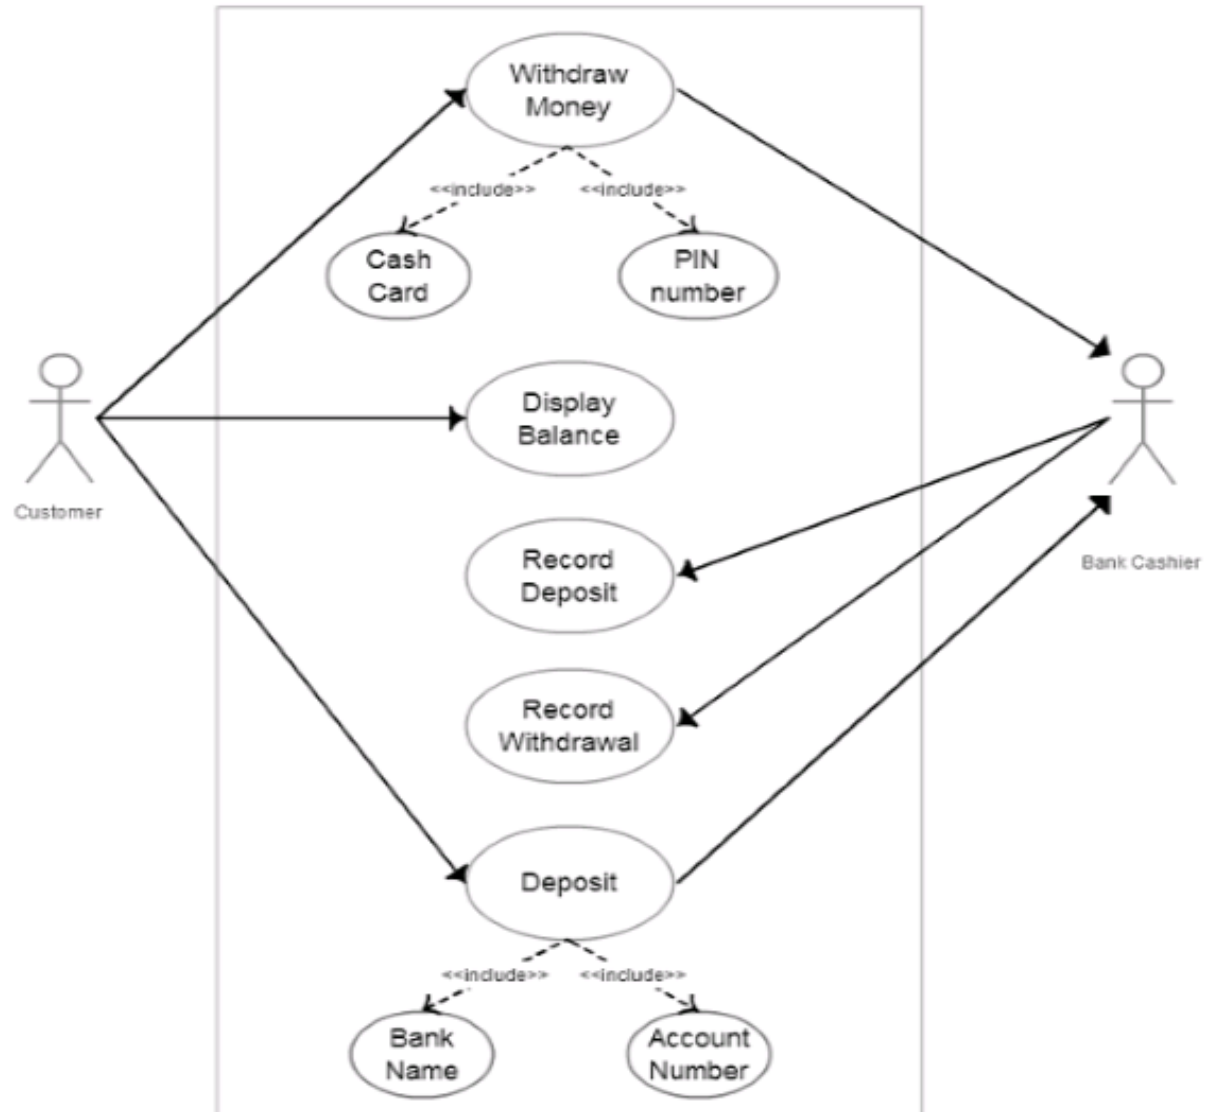 Withdraw
Money
<<include>>
<<include>>
Cash
Card
PIN
number
Display
Balance
Customer
Record
Deposit
Bank Cashier
Record
Withdrawal
Deposit
<<include>>
<<include>>
Bank
Name
Account
Number